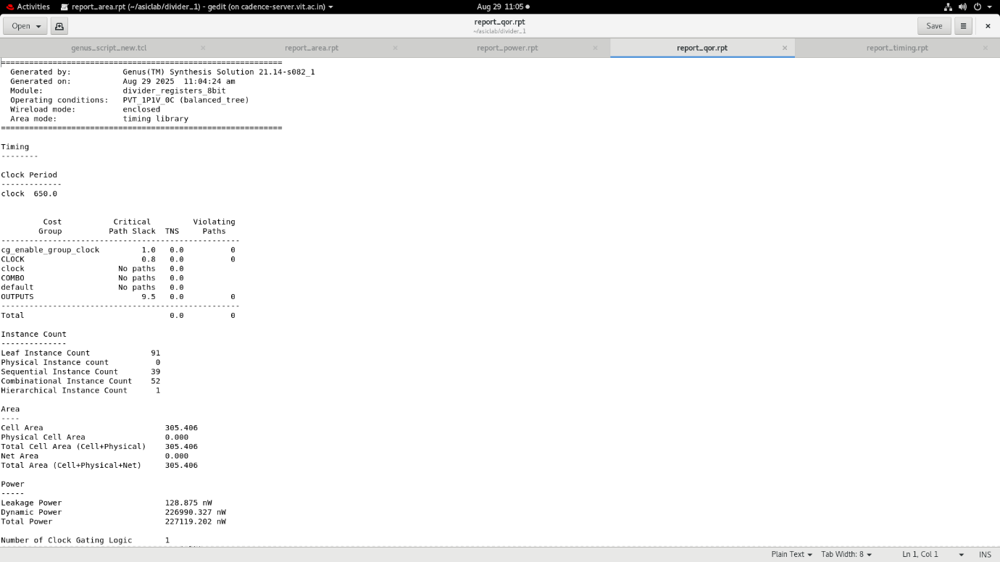 Activities report_area.rpt (~/asiclab/divider_1) - gedit (on cadence-server.vit.ac.in) Aug 29 11:05
Open report_qor.rpt Save
~/asiclab/divider_1
genus_script_new.tcl report_area.rpt report_power.rpt report_qor.rpt report_timing.rpt
============================================================
  Generated by:           Genus(TM) Synthesis Solution 21.14-s082_1
  Generated on:           Aug 29 2025  11:04:24 am
  Module:                 divider_registers_8bit
  Operating conditions:   PVT_1P1V_0C (balanced_tree)
  Wireload mode:          enclosed
  Area mode:              timing library
============================================================
Timing
--------
Clock Period
-------------
clock  650.0
         Cost           Critical         Violating
        Group          Path Slack  TNS     Paths
---------------------------------------------------
cg_enable_group_clock         1.0   0.0          0
CLOCK                         0.8   0.0          0
clock                    No paths   0.0
COMBO                    No paths   0.0
default                  No paths   0.0
OUTPUTS                       9.5   0.0          0
---------------------------------------------------
Total                               0.0          0
Instance Count
--------------
Leaf Instance Count             91
Physical Instance count          0
Sequential Instance Count       39
Combinational Instance Count    52
Hierarchical Instance Count      1
Area
----
Cell Area                          305.406
Physical Cell Area                 0.000
Total Cell Area (Cell+Physical)    305.406
Net Area                           0.000
Total Area (Cell+Physical+Net)     305.406
Power
-----
Leakage Power                      128.875 nW
Dynamic Power                      226990.327 nW
Total Power                        227119.202 nW
Number of Clock Gating Logic       1
Plain Text Tab Width: 8 Ln 1, Col 1 INS